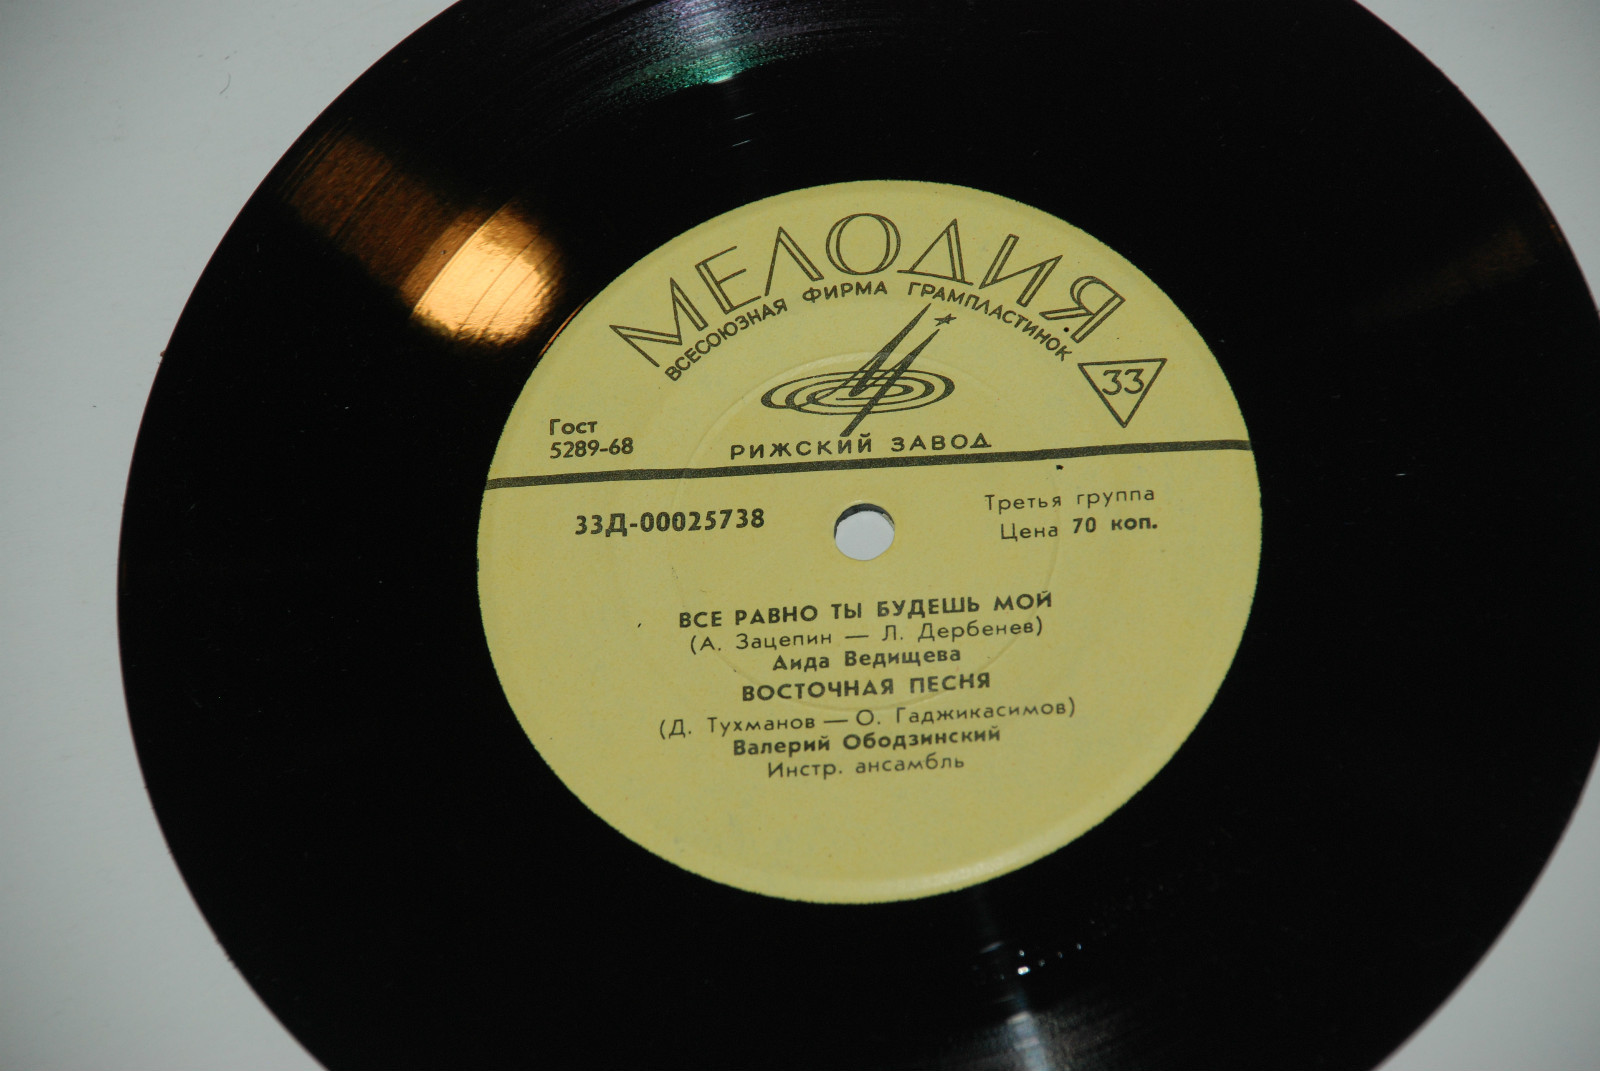 МЕЛОДИЯ
ВСЕСОЮЗНАЯ ФИРМА ГРАМПЛАСТИНОК
33
Гост
5289-68
РИЖСКИЙ ЗАВОД
33Д-00025738
Третья группа
Цена 70 коп.
ВСЕ РАВНО ТЫ БУДЕШЬ МОЙ
(А. Зацепин — Л. Дербенев)
Аида Ведищева
ВОСТОЧНАЯ ПЕСНЯ
(Д. Тухманов — О. Гаджикасимов)
Валерий Ободзинский
Инстр. ансамбль